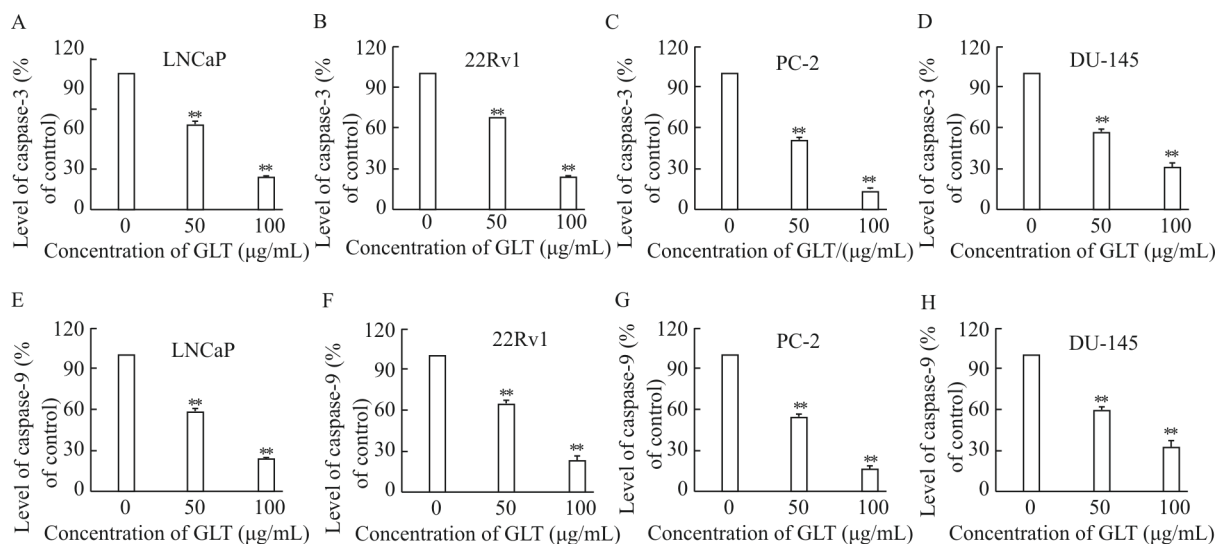 A
Level of caspase-3 (%
of control)
120
90
60
30
0
LNCaP
**
**
0 50 100
Concentration of GLT (μg/mL)
B
Level of caspase-3 (%
of control)
120
90
60
30
0
22Rv1
**
**
0 50 100
Concentration of GLT (μg/mL)
C
Level of caspase-3 (%
of control)
120
90
60
30
0
PC-2
**
**
0 50 100
Concentration of GLT/(μg/mL)
D
Level of caspase-3 (%
of control)
120
90
60
30
0
DU-145
**
**
0 50 100
Concentration of GLT (μg/mL)
E
Level of caspase-9 (%
of control)
120
90
60
30
0
LNCaP
**
**
0 50 100
Concentration of GLT (μg/mL)
F
Level of caspase-9 (%
of control)
120
90
60
30
0
22Rv1
**
**
0 50 100
Concentration of GLT (μg/mL)
G
Level of caspase-9 (%
of control)
120
90
60
30
0
PC-2
**
**
0 50 100
Concentration of GLT (μg/mL)
H
Level of caspase-9 (%
of control)
120
90
60
30
0
DU-145
**
**
0 50 100
Concentration of GLT (μg/mL)